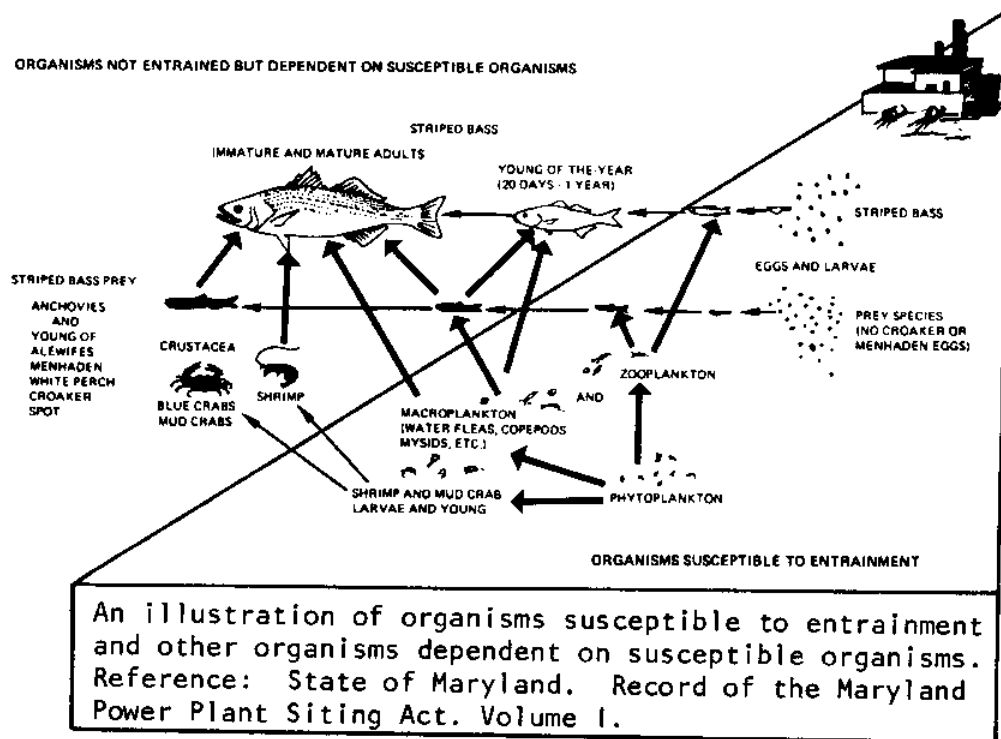 ORGANISMS NOT ENTRAINED BUT DEPENDENT ON SUSCEPTIBLE ORGANISMS
STRIPED BASS
IMMATURE AND MATURE ADULTS
YOUNG OF THE YEAR
(20 DAYS - 1 YEAR)
STRIPED BASS
EGGS AND LARVAE
STRIPED BASS PREY
ANCHOVIES
AND
YOUNG OF
ALEWIFES
MENHADEN
WHITE PERCH
CROAKER
SPOT
PREY SPECIES
(NO CROAKER OR
MENHADEN EGGS)
CRUSTACEA
BLUE CRABS
MUD CRABS
SHRIMP
ZOOPLANKTON
AND
MACROPLANKTON
(WATER FLEAS, COPEPODS
MYSIDS, ETC.)
SHRIMP AND MUD CRAB
LARVAE AND YOUNG
PHYTOPLANKTON
ORGANISMS SUSCEPTIBLE TO ENTRAINMENT
An illustration of organisms susceptible to entrainment
and other organisms dependent on susceptible organisms.
Reference: State of Maryland. Record of the Maryland
Power Plant Siting Act. Volume I.